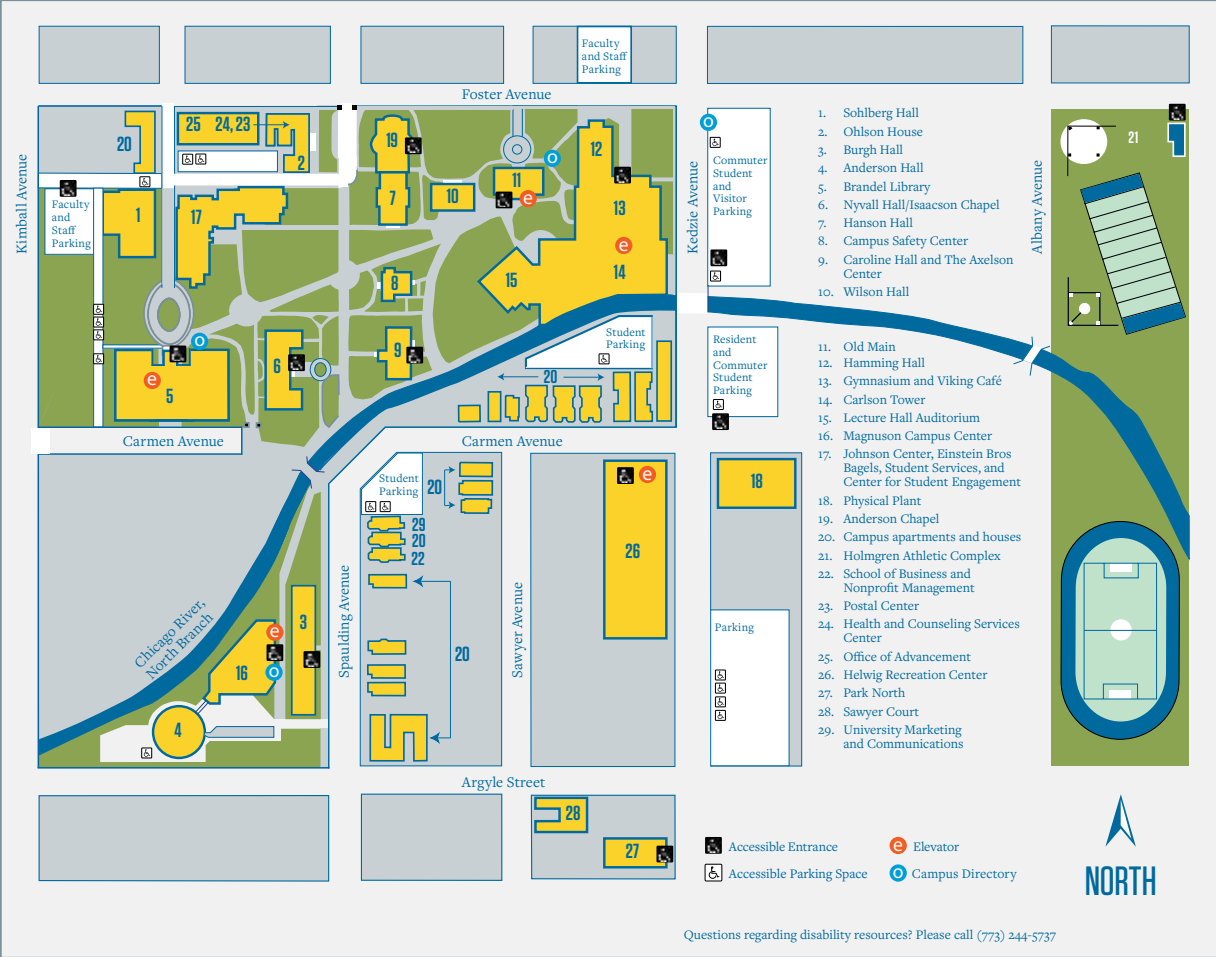 Faculty
and Staff
Parking
Foster Avenue
Kimball Avenue
20
25
24, 23
2
19
7
10
11
o
e
12
13
e
14
15
Faculty
and
Staff
Parking
1
17
8
9
6
o
e
5
Student
Parking
20
Carmen Avenue
Carmen Avenue
Kedzie Avenue
o
Commuter
Student
and
Visitor
Parking
Resident
and
Commuter
Student
Parking
Albany Avenue
21
1. Sohlberg Hall
2. Ohlson House
3. Burgh Hall
4. Anderson Hall
5. Brandel Library
6. Nyvall Hall/Isaacson Chapel
7. Hanson Hall
8. Campus Safety Center
9. Caroline Hall and The Axelson
Center
10. Wilson Hall
11. Old Main
12. Hamming Hall
13. Gymnasium and Viking Café
14. Carlson Tower
15. Lecture Hall Auditorium
16. Magnuson Campus Center
17. Johnson Center, Einstein Bros
Bagels, Student Services, and
Center for Student Engagement
18. Physical Plant
19. Anderson Chapel
20. Campus apartments and houses
21. Holmgren Athletic Complex
22. School of Business and
Nonprofit Management
23. Postal Center
24. Health and Counseling Services
Center
25. Office of Advancement
26. Helwig Recreation Center
27. Park North
28. Sawyer Court
29. University Marketing
and Communications
Student
Parking
20
29
20
22
20
Spaulding Avenue
Sawyer Avenue
e
26
18
Parking
Chicago River,
North Branch
3
e
o
16
4
Argyle Street
28
27
Accessible Entrance
e Elevator
Accessible Parking Space
o Campus Directory
NORTH
Questions regarding disability resources? Please call (773) 244-5737